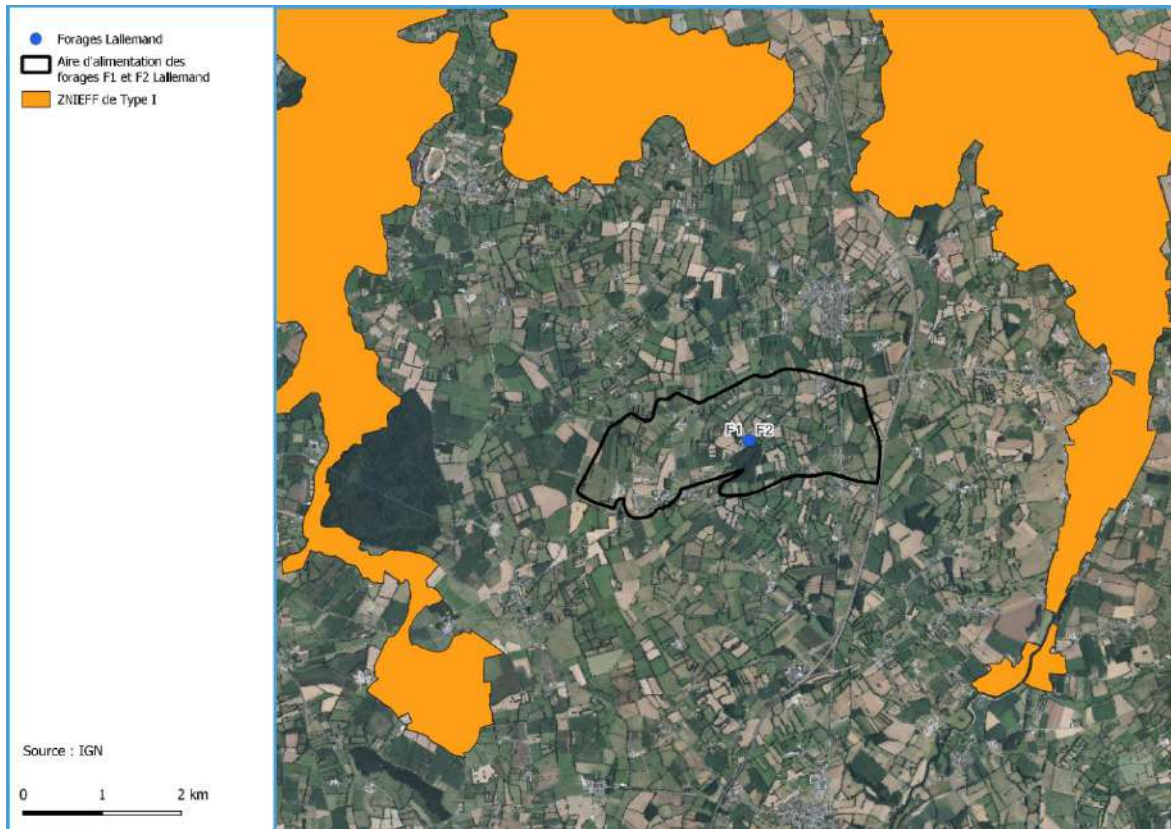 Forages Lallemand
Aire d'alimentation des
forages F1 et F2 Lallemand
ZNIEFF de Type I
F1 F2
Source : IGN
0 1 2 km